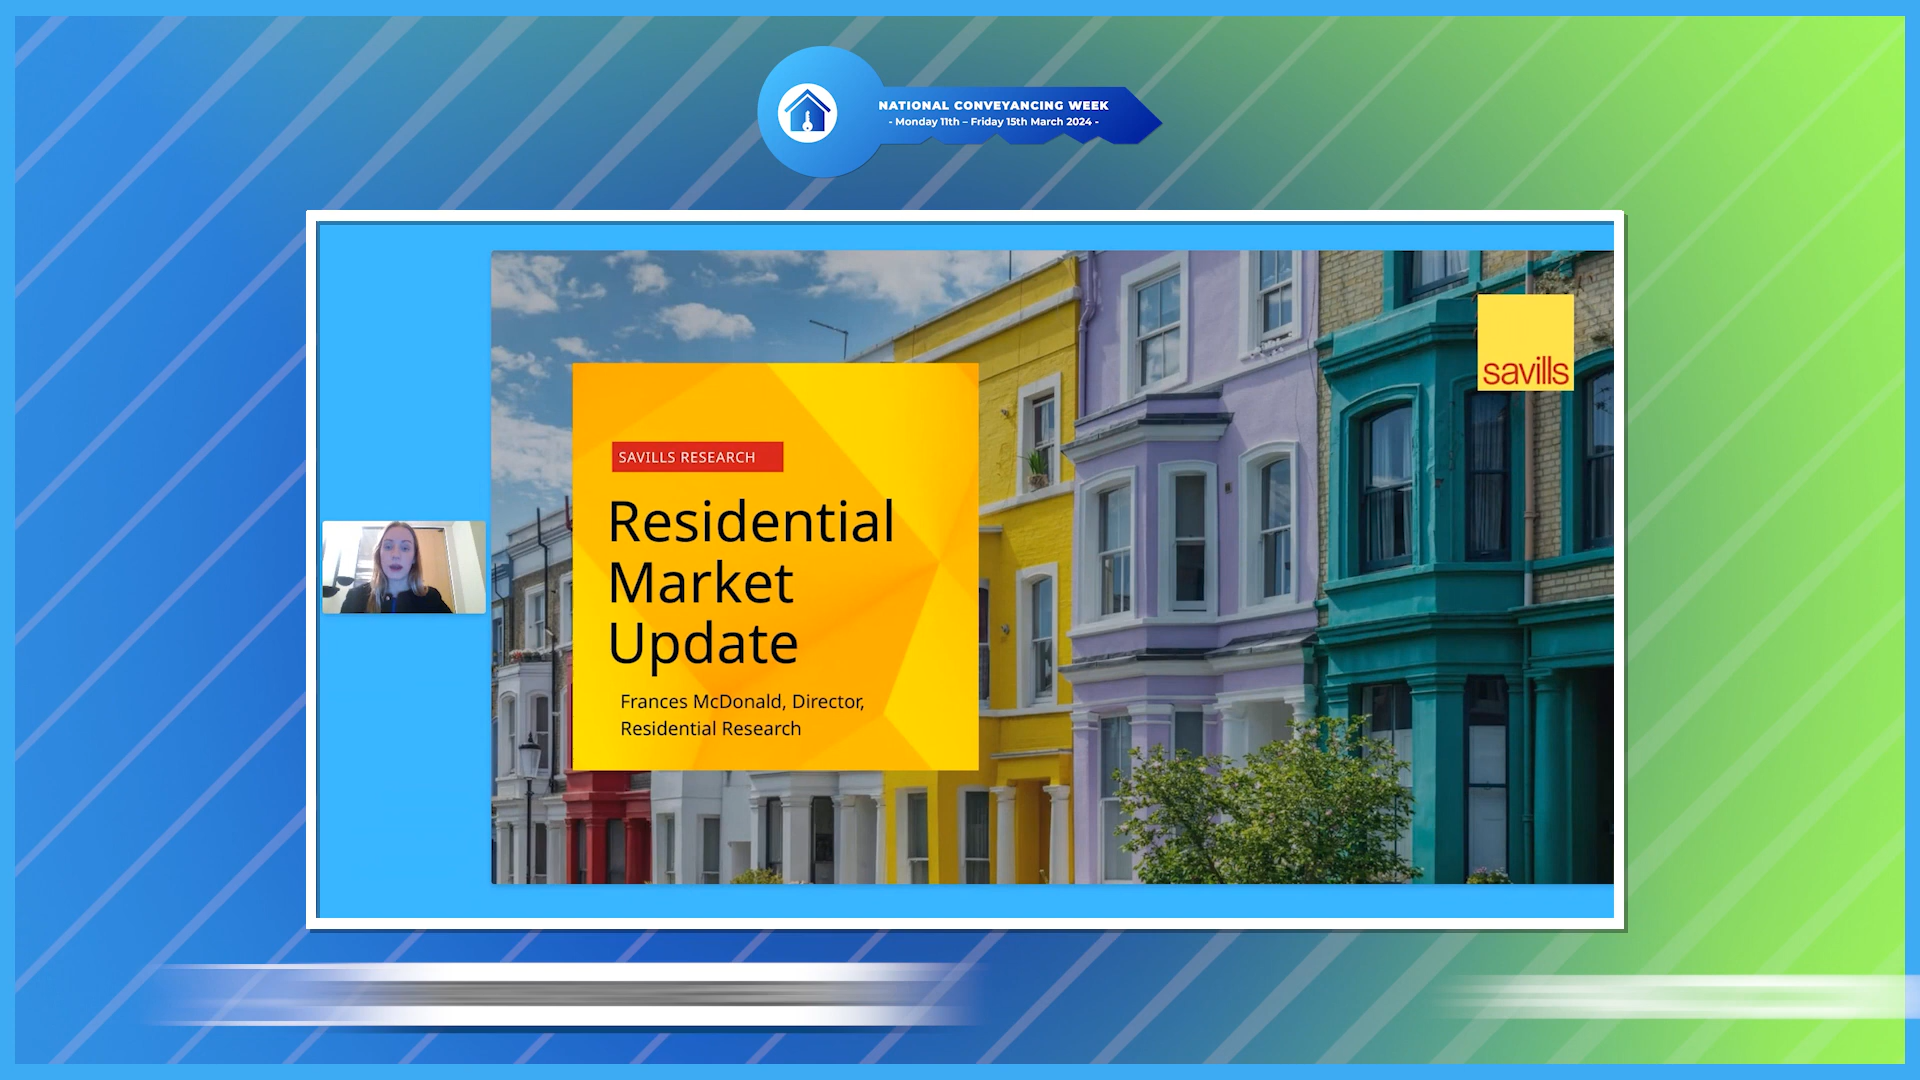 NATIONAL CONVEYANCING WEEK
- Monday 11th – Friday 15th March 2024 -
savills
SAVILLS RESEARCH
Residential
Market
Update
Frances McDonald, Director,
Residential Research